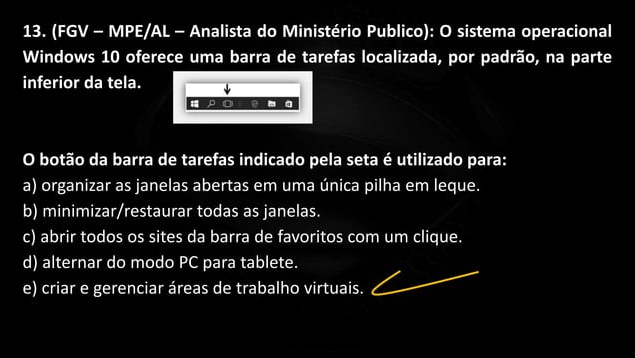 13. (FGV – MPE/AL – Analista do Ministério Publico): O sistema operacional
Windows 10 oferece uma barra de tarefas localizada, por padrão, na parte
inferior da tela.
O botão da barra de tarefas indicado pela seta é utilizado para:
a) organizar as janelas abertas em uma única pilha em leque.
b) minimizar/restaurar todas as janelas.
c) abrir todos os sites da barra de favoritos com um clique.
d) alternar do modo PC para tablete.
e) criar e gerenciar áreas de trabalho virtuais.